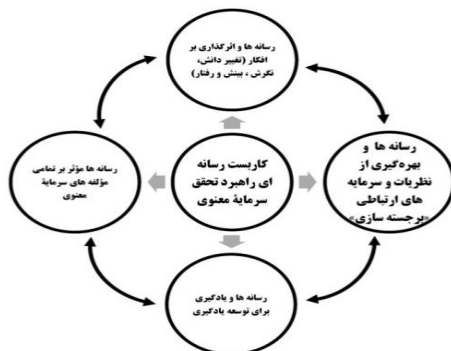 رسانه ها و اثرگذاری بر
افکار (تغییر دانش،
نگرش ، بینش و رفتار)
رسانه ها و
بهره‌گیری از
نظریات و سرمایه
های ارتباطی
«برجسته سازی»
کاربست رسانه
ای راهبرد تحقق
سرمایۀ معنوی
رسانه ها مؤثر بر تمامی
مؤلفه های سرمایۀ
معنوی
رسانه ها و یادگیری
برای توسعه یادگیری